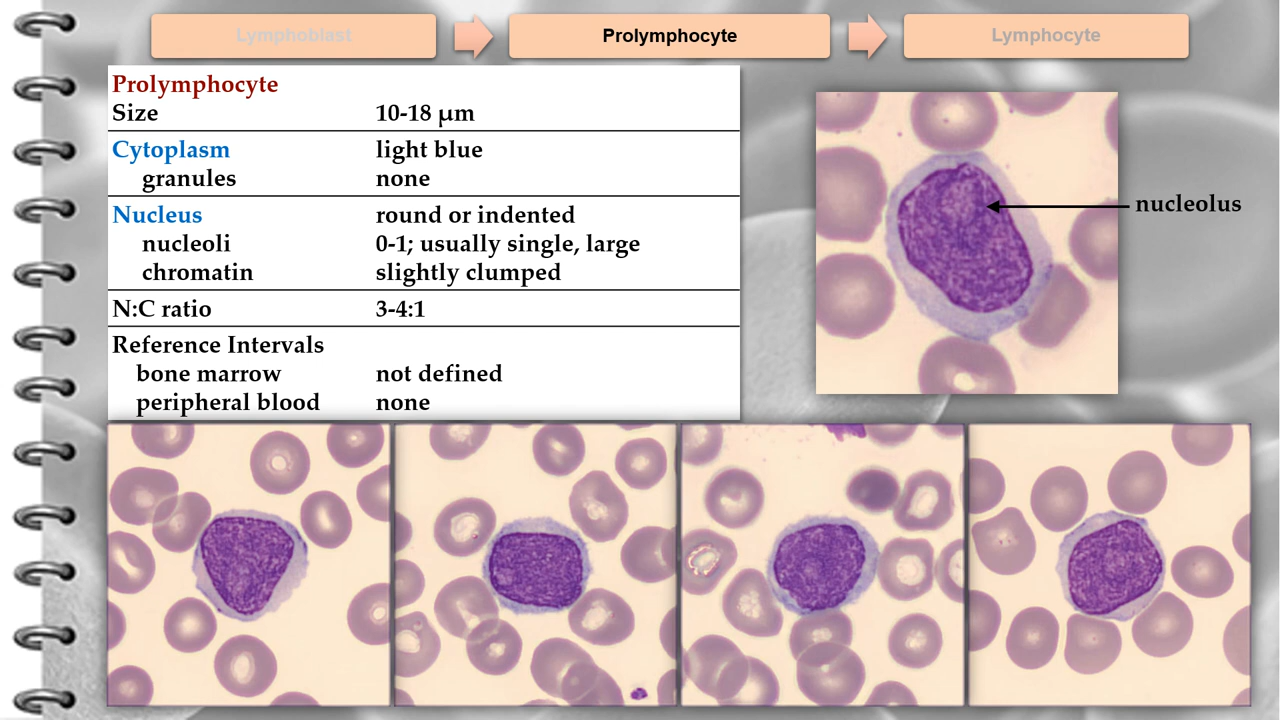 Lymphoblast
Prolymphocyte
Lymphocyte
Prolymphocyte
Size 10-18 µm
Cytoplasm light blue
granules none
Nucleus round or indented
nucleoli 0-1; usually single, large
chromatin slightly clumped
N:C ratio 3-4:1
Reference Intervals
bone marrow not defined
peripheral blood none
nucleolus